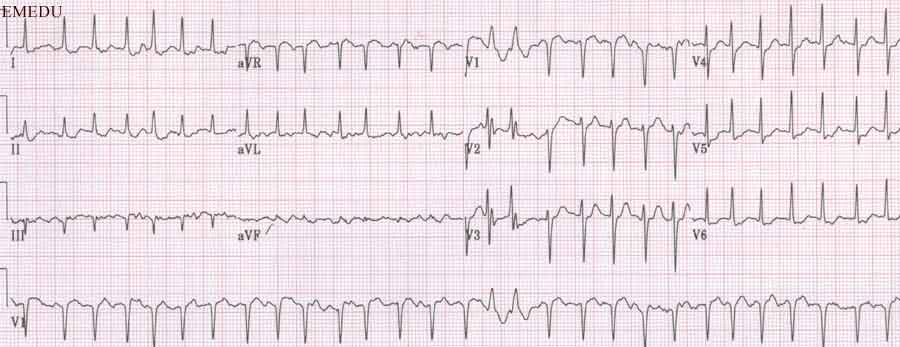 EMEDU
I aVR V1 V4
II aVL V2 V5
III aVF V3 V6
V1